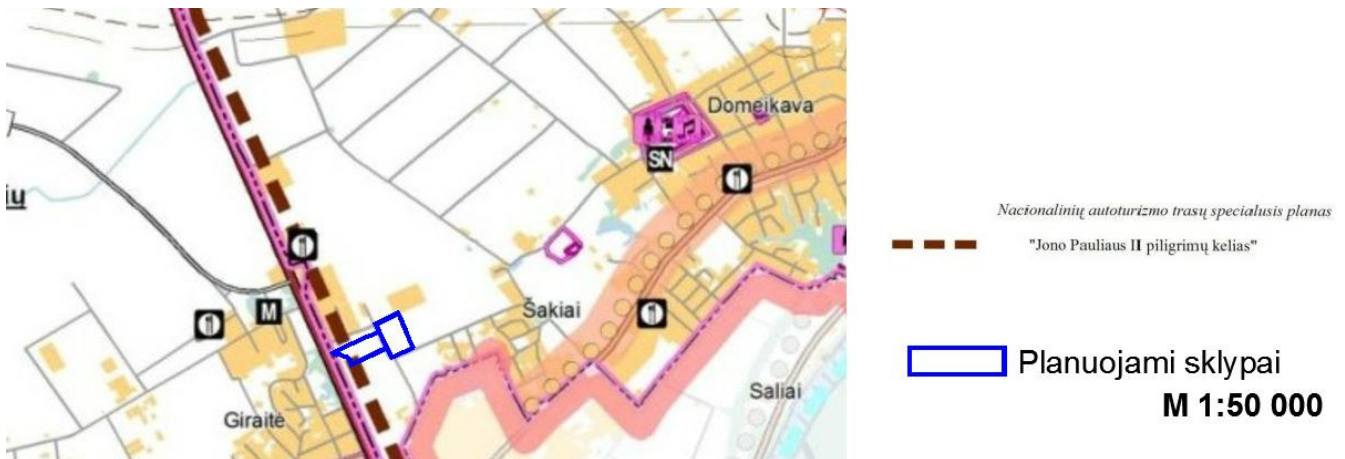 Domeikava
SN
ių
M
Šakiai
Saliai
Giraitė
Nacionalinių autoturizmo trasų specialusis planas
"Jono Pauliaus II piligrimų kelias"
Planuojami sklypai
M 1:50 000